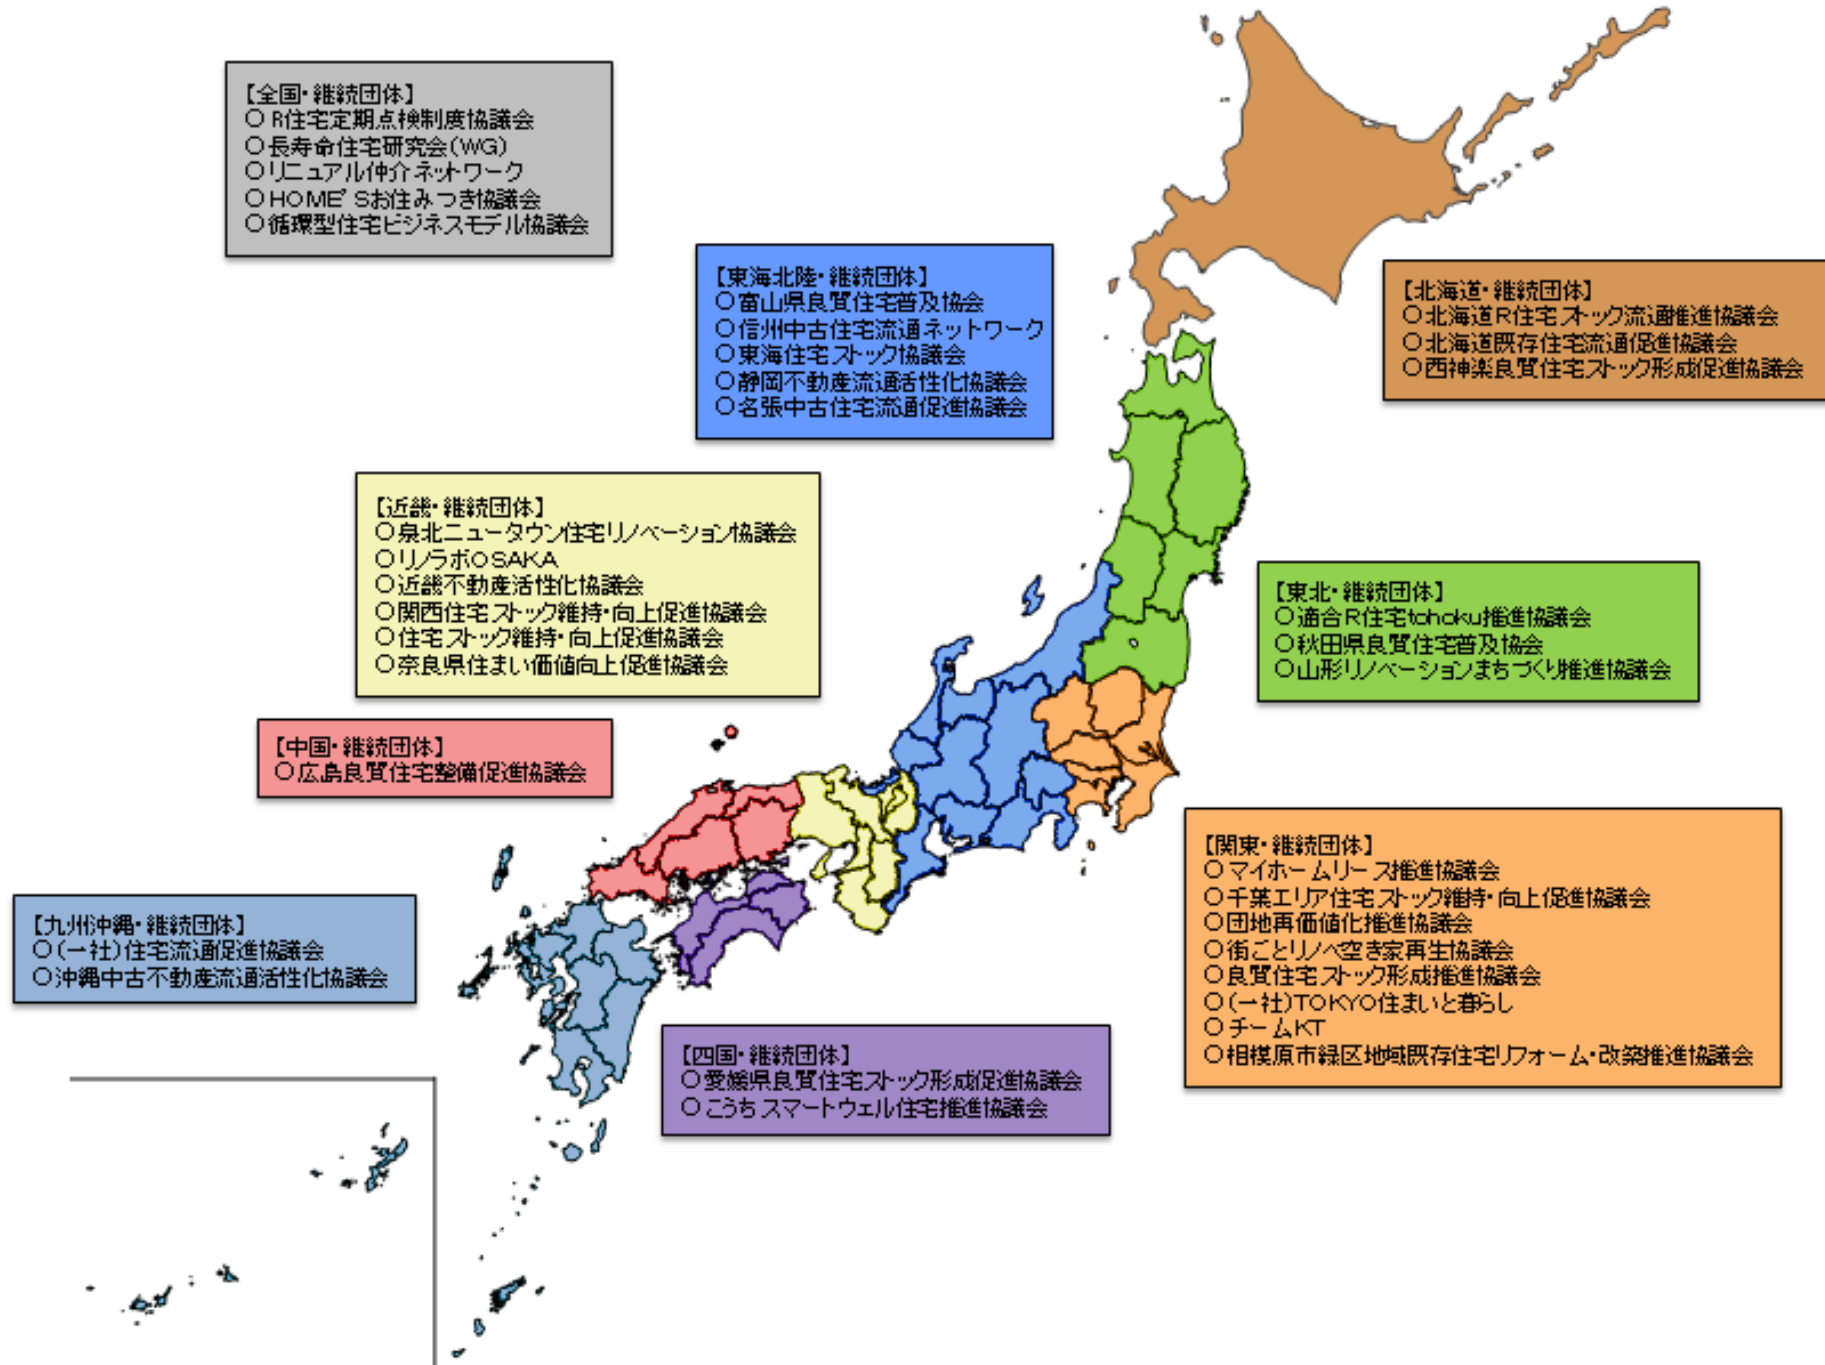 【全国・継続団体】
○R住宅定期点検制度協議会
○長寿命住宅研究会(WG)
○リニュアル仲介ネットワーク
○HOME'Sお住みつき協議会
○循環型住宅ビジネスモデル協議会
【東海北陸・継続団体】
○富山県良質住宅普及協会
○信州中古住宅流通ネットワーク
○東海住宅ストック協議会
○静岡不動産流通活性化協議会
○名張中古住宅流通促進協議会
【北海道・継続団体】
○北海道R住宅ストック流通推進協議会
○北海道既存住宅流通促進協議会
○西神楽良質住宅ストック形成促進協議会
【近畿・継続団体】
○泉北ニュータウン住宅リノベーション協議会
○リノラボOSAKA
○近畿不動産活性化協議会
○関西住宅ストック維持・向上促進協議会
○住宅ストック維持・向上促進協議会
○奈良県住まい価値向上促進協議会
【東北・継続団体】
○適合R住宅tohoku推進協議会
○秋田県良質住宅普及協会
○山形リノベーションまちづくり推進協議会
【中国・継続団体】
○広島良質住宅整備促進協議会
【関東・継続団体】
○マイホームリース推進協議会
○千葉エリア住宅ストック維持・向上促進協議会
○団地再価値化推進協議会
○街ごとリノベ空き家再生協議会
○良質住宅ストック形成推進協議会
○(一社)TOKYO住まいと暮らし
○チームKT
○相模原市緑区地域既存住宅リフォーム・改築推進協議会
【九州沖縄・継続団体】
○(一社)住宅流通促進協議会
○沖縄中古不動産流通活性化協議会
【四国・継続団体】
○愛媛県良質住宅ストック形成促進協議会
○こうちスマートウェル住宅推進協議会